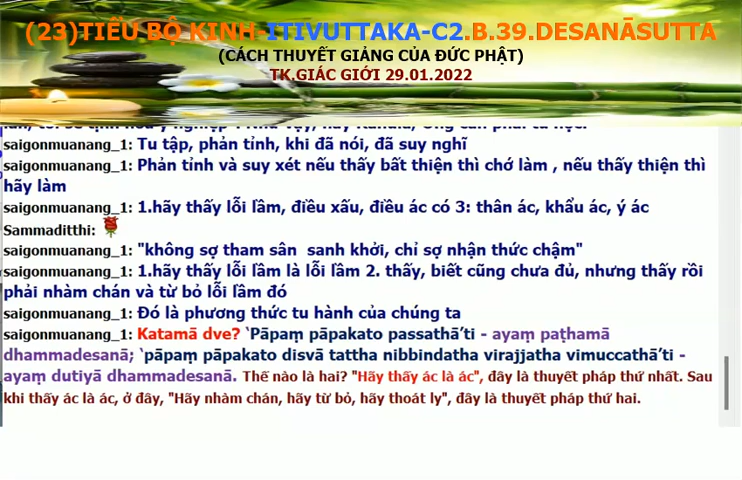 (23)TIỂU BỘ KINH-ITIVUTTAKA-C2.B.39.DESANĀSUTTA
(CÁCH THUYẾT GIẢNG CỦA ĐỨC PHẬT)
TK.GIÁC GIỚI 29.01.2022
saigonmuanang_1: Tu tập, phản tỉnh, khi đã nói, đã suy nghĩ
saigonmuanang_1: Phản tỉnh và suy xét nếu thấy bất thiện thì chớ làm , nếu thấy thiện thì
hãy làm
saigonmuanang_1: 1.hãy thấy lỗi lầm, điều xấu, điều ác có 3: thân ác, khẩu ác, ý ác
Sammaditthi:
saigonmuanang_1: "không sợ tham sân sanh khởi, chỉ sợ nhận thức chậm"
saigonmuanang_1: 1.hãy thấy lỗi lầm là lỗi lầm 2. thấy, biết cũng chưa đủ, nhưng thấy rồi
phải nhàm chán và từ bỏ lỗi lầm đó
saigonmuanang_1: Đó là phương thức tu hành của chúng ta
saigonmuanang_1: Katamā dve? ‘Pāpaṃ pāpakato passathā’ti - ayaṃ paṭhamā
dhammadesanā; ‘pāpaṃ pāpakato disvā tattha nibbindatha virajjatha vimuccathā’ti -
ayaṃ dutiyā dhammadesanā. Thế nào là hai? "Hãy thấy ác là ác", đây là thuyết pháp thứ nhất. Sau
khi thấy ác là ác, ở đây, "Hãy nhàm chán, hãy từ bỏ, hãy thoát ly", đây là thuyết pháp thứ hai.